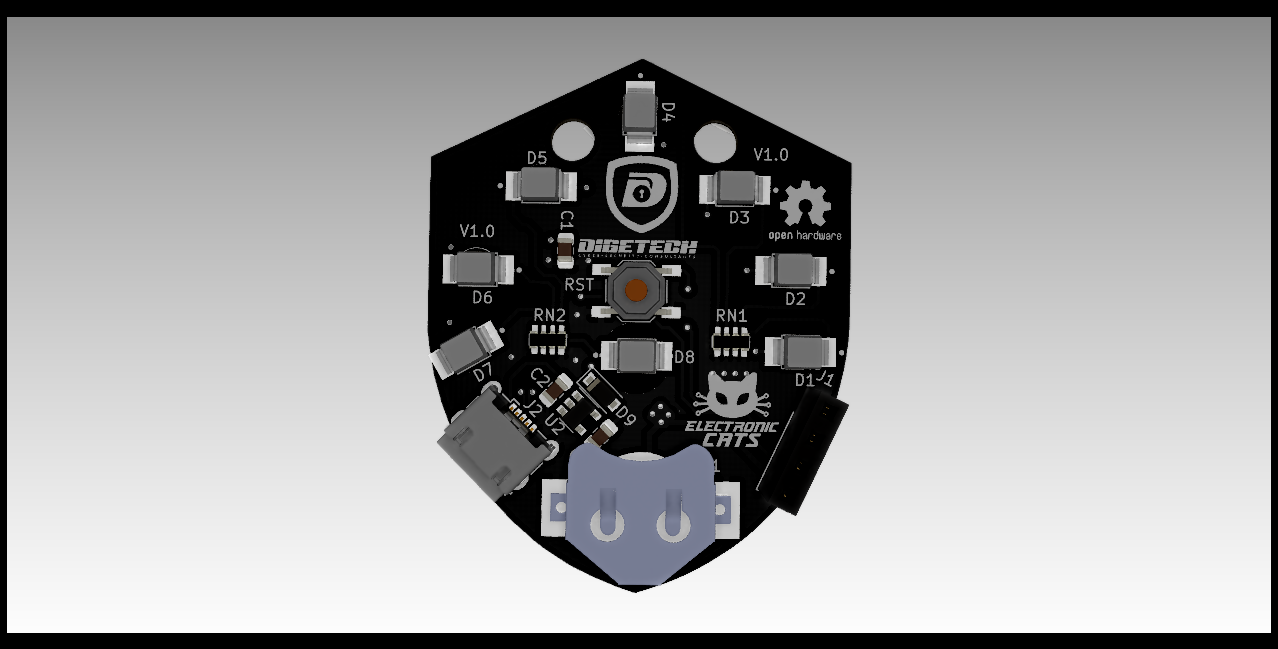 D4
D5
V1.0
D3
C1
V1.0
open hardware
DIGETECH
CYBER-SECURITY-CONSULTANTS
RST
D6
D2
RN2
RN1
D8
D7
D1
J1
C2
J2
U2
D9
ELECTRONIC
CATS